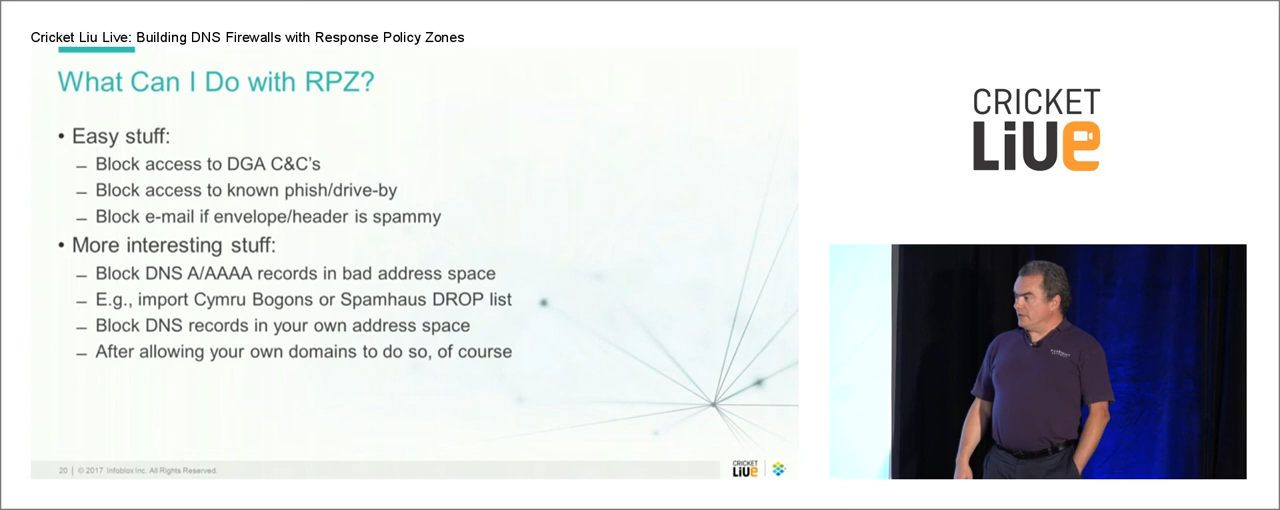 Cricket Liu Live: Building DNS Firewalls with Response Policy Zones
What Can I Do with RPZ?
• Easy stuff:
– Block access to DGA C&C's
– Block access to known phish/drive-by
– Block e-mail if envelope/header is spammy
• More interesting stuff:
– Block DNS A/AAAA records in bad address space
– E.g., import Cymru Bogons or Spamhaus DROP list
– Block DNS records in your own address space
– After allowing your own domains to do so, of course
20 | © 2017 Infoblox Inc. All Rights Reserved.
CRICKET
LiUe
CRICKET
LiUe